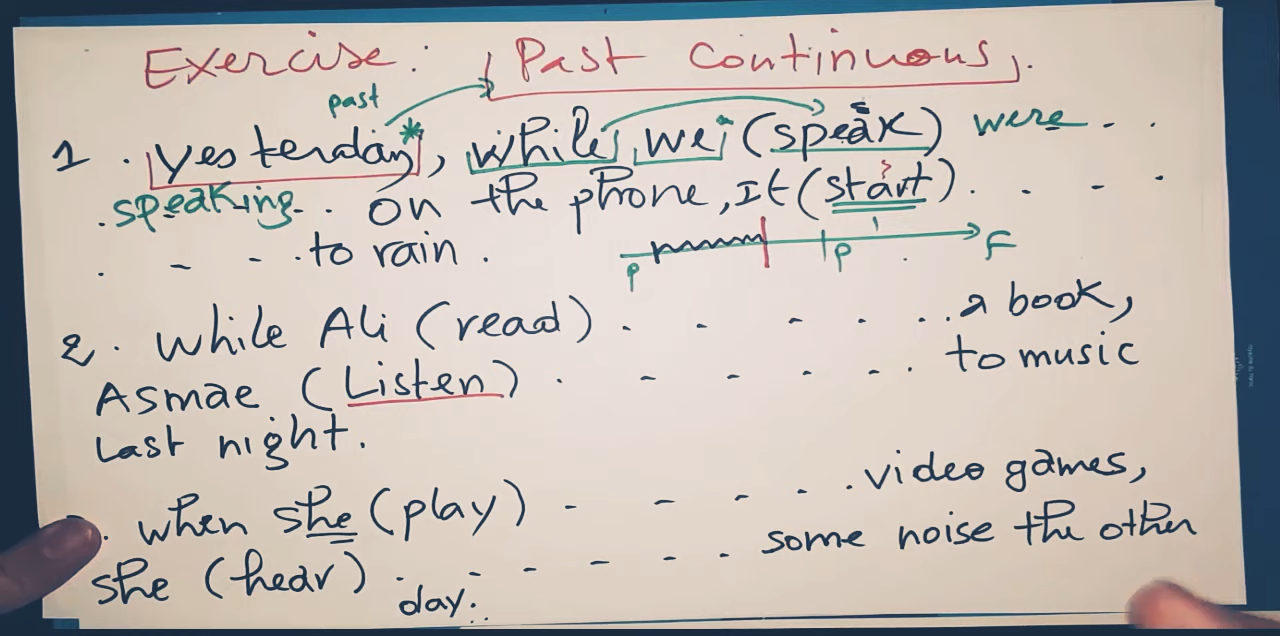 Exercise: Past Continuous.
past
1. Yesterday*, while we (speak) were . .
. speaking . . on the phone, It (start) . . - .
. - - . to rain.
P P F
2. While Ali (read) . - - . . . a book,
Asmae (Listen) . - - . . . to music
Last night.
. when she (play) - - - . . video games,
she (hear) . - - - - - some noise the other
day.